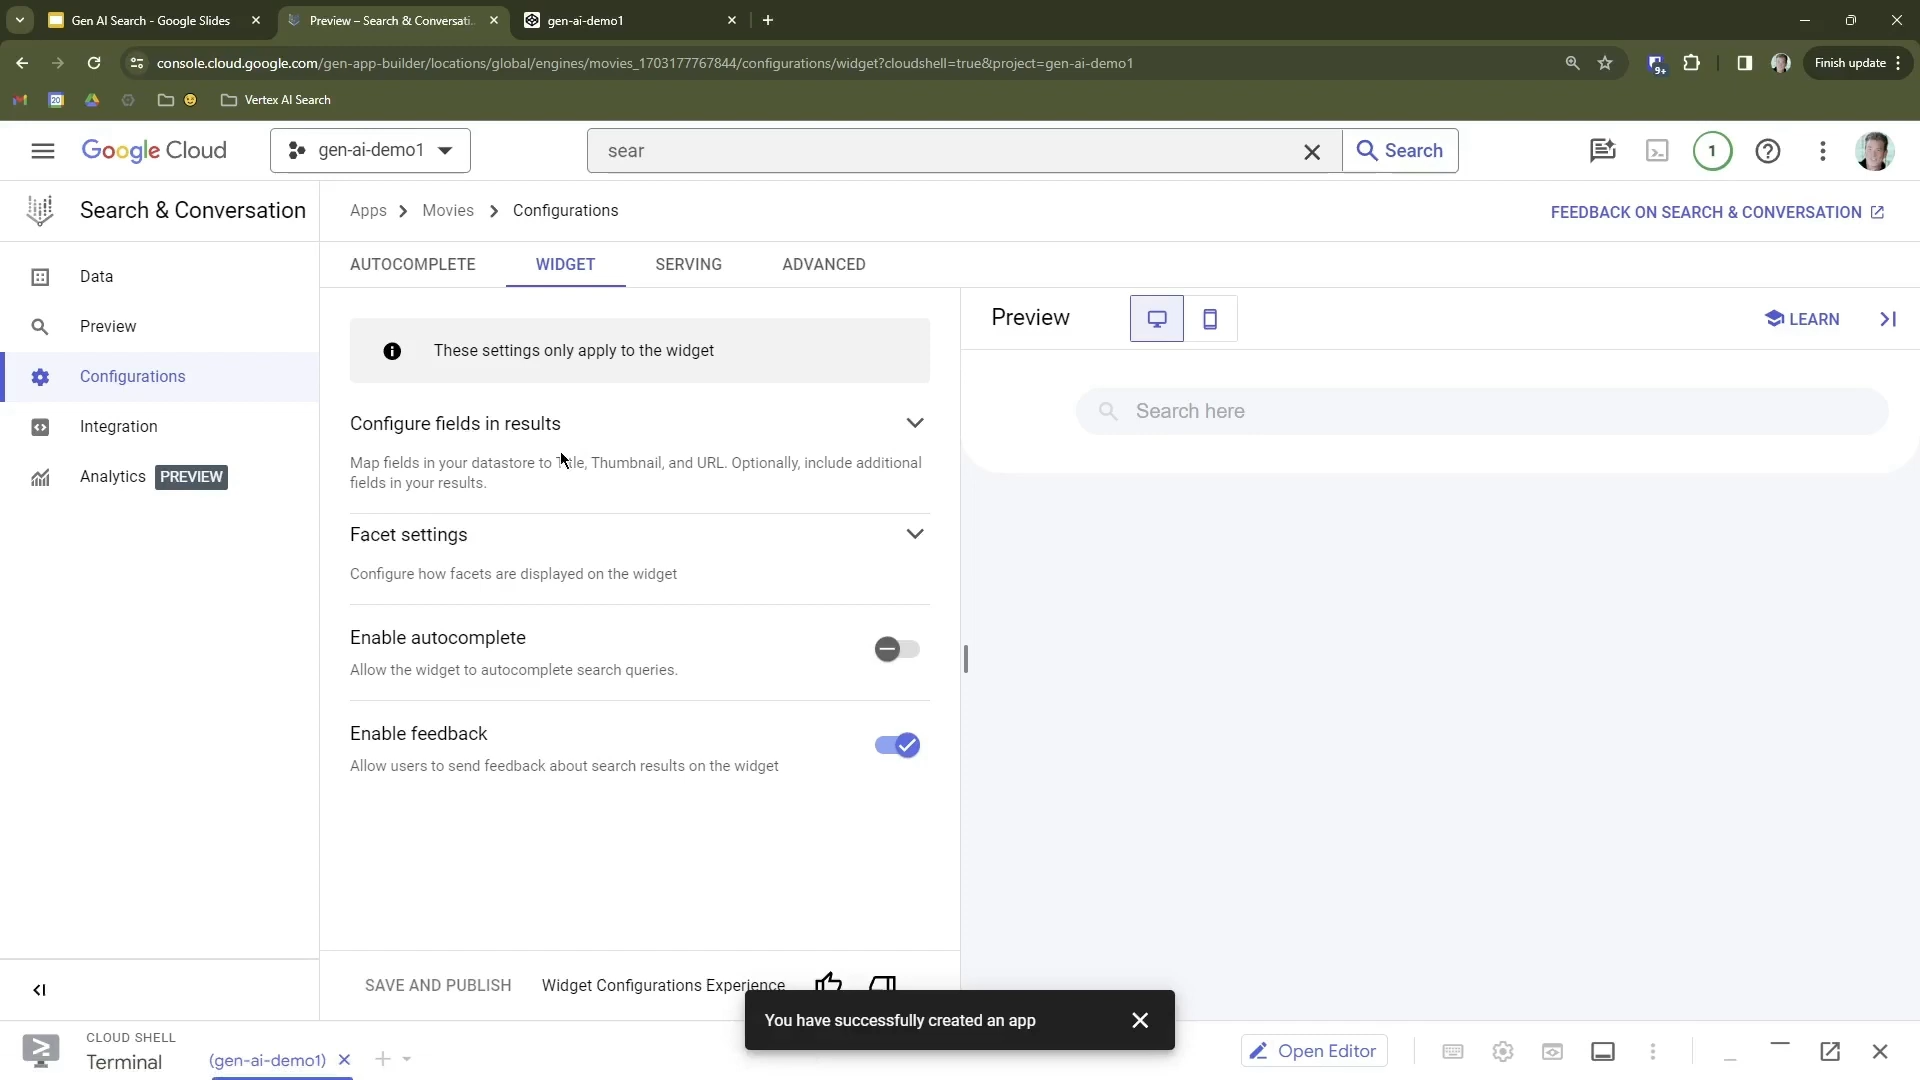 Gen AI Search - Google Slides
Preview – Search & Conversati
gen-ai-demo1
console.cloud.google.com/gen-app-builder/locations/global/engines/movies_1703177767844/configurations/widget?cloudshell=true&project=gen-ai-demo1
9+
Finish update
20
Vertex AI Search
Google Cloud
gen-ai-demo1
sear
Search
1
Search & Conversation
Apps
Movies
Configurations
FEEDBACK ON SEARCH & CONVERSATION
Data
Preview
Configurations
Integration
Analytics PREVIEW
AUTOCOMPLETE
WIDGET
SERVING
ADVANCED
These settings only apply to the widget
Configure fields in results
Map fields in your datastore to Title, Thumbnail, and URL. Optionally, include additional
fields in your results.
Facet settings
Configure how facets are displayed on the widget
Enable autocomplete
Allow the widget to autocomplete search queries.
Enable feedback
Allow users to send feedback about search results on the widget
SAVE AND PUBLISH
Widget Configurations Experience
Preview
LEARN
Search here
You have successfully created an app
CLOUD SHELL
Terminal
(gen-ai-demo1)
Open Editor